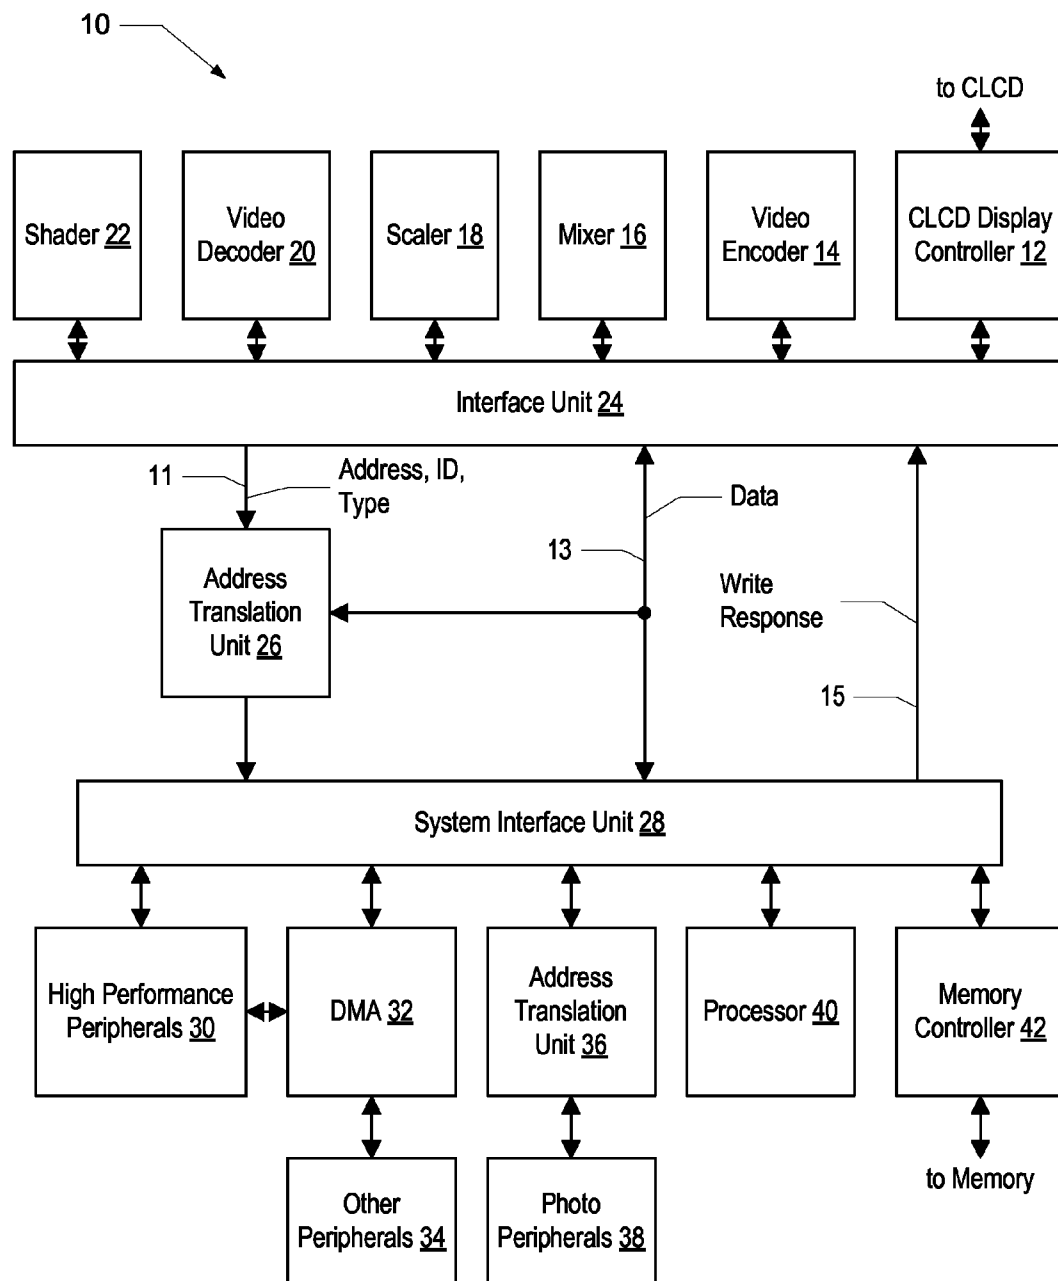 10
to CLCD
Shader 22
Video
Decoder 20
Scaler 18
Mixer 16
Video
Encoder 14
CLCD Display
Controller 12
Interface Unit 24
11
Address, ID,
Type
Data
13
Address
Translation
Unit 26
Write
Response
15
System Interface Unit 28
High Performance
Peripherals 30
DMA 32
Address
Translation
Unit 36
Processor 40
Memory
Controller 42
Other
Peripherals 34
Photo
Peripherals 38
to Memory